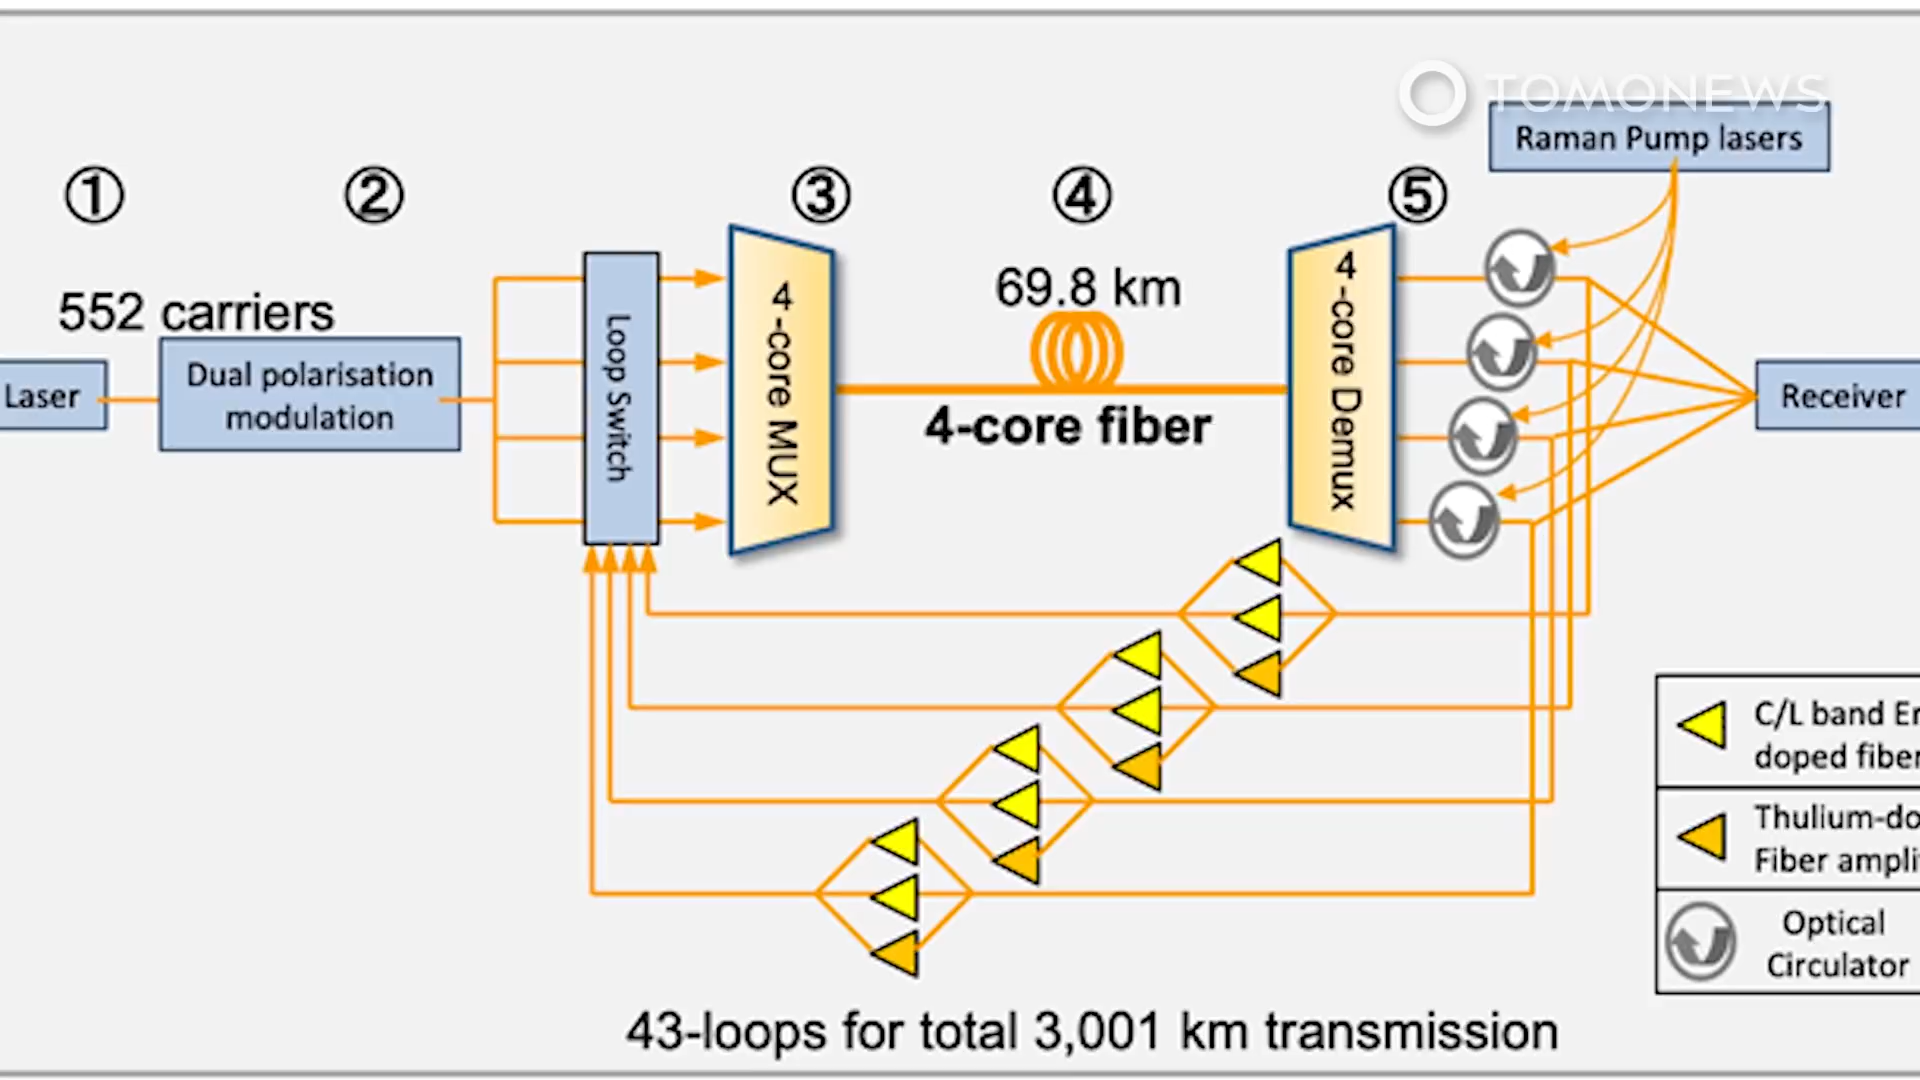 TOMONEWS
Raman Pump lasers
①
②
③
④
⑤
552 carriers
Laser
Dual polarisation
modulation
Loop Switch
4-core MUX
69.8 km
4-core fiber
4-core Demux
Receiver
C/L band
doped fiber
Thulium-do
Fiber ampli
Optical
Circulator
43-loops for total 3,001 km transmission